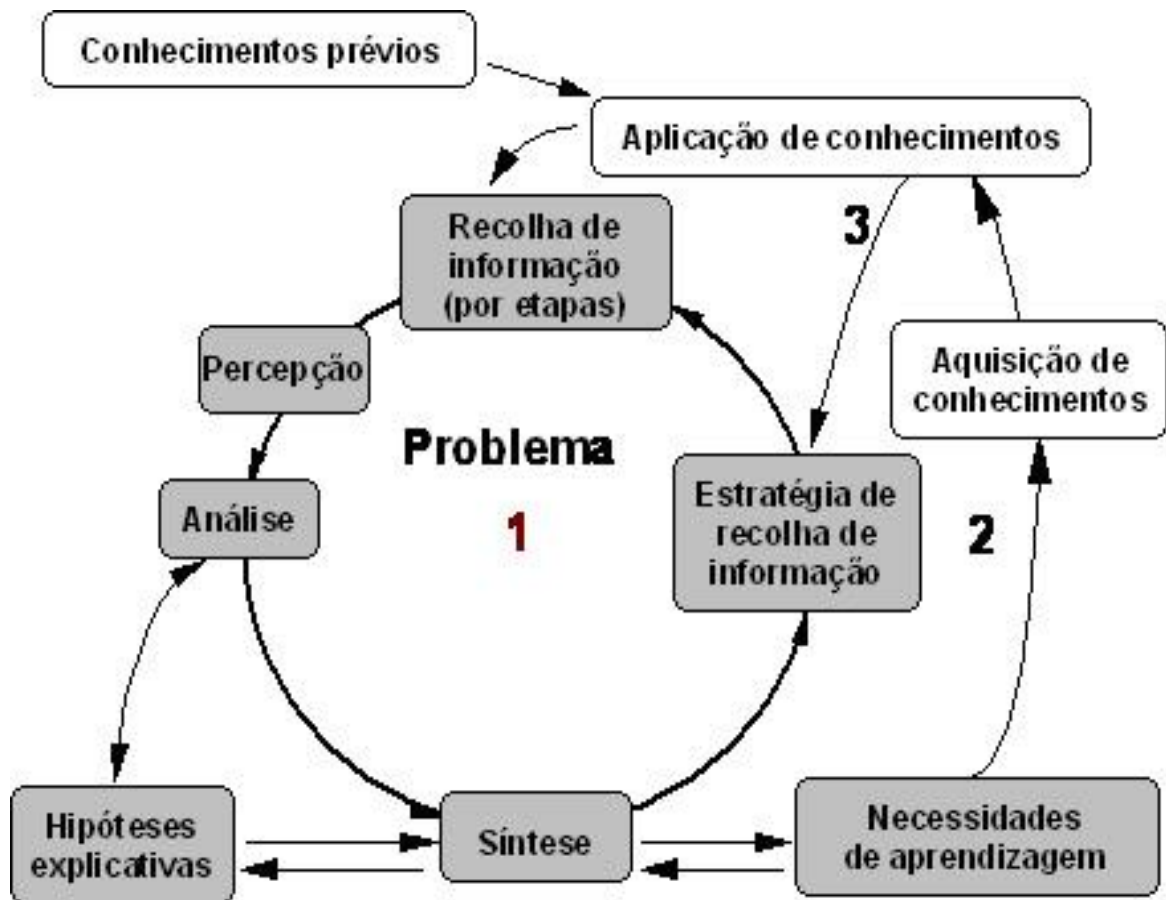 Conhecimentos prévios
Aplicação de conhecimentos
3
Recolha de
informação
(por etapas)
Percepção
Aquisição de
conhecimentos
Problema
1
Estratégia de
recolha de
informação
2
Análise
Hipóteses
explicativas
Síntese
Necessidades
de aprendizagem